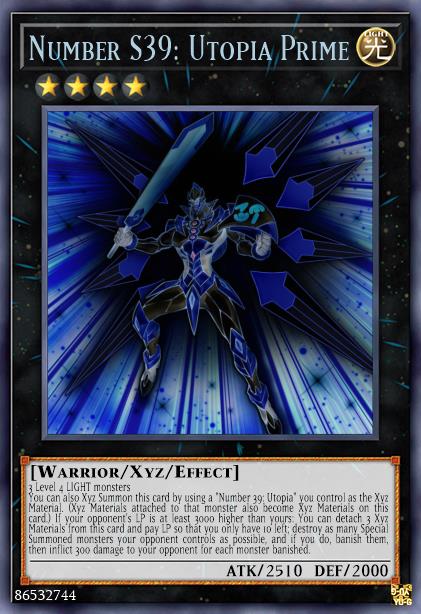 Number S39: Utopia Prime
LIGHT
光
39
[Warrior/Xyz/Effect]
3 Level 4 LIGHT monsters
You can also Xyz Summon this card by using a "Number 39: Utopia" you control as the Xyz
Material. (Xyz Materials attached to that monster also become Xyz Materials on this
card.) If your opponent's LP is at least 3000 higher than yours: You can detach 3 Xyz
Materials from this card and pay LP so that you only have 10 left; destroy as many Special
Summoned monsters your opponent controls as possible, and if you do, banish them,
then inflict 300 damage to your opponent for each monster banished.
ATK/2510 DEF/2000
86532744